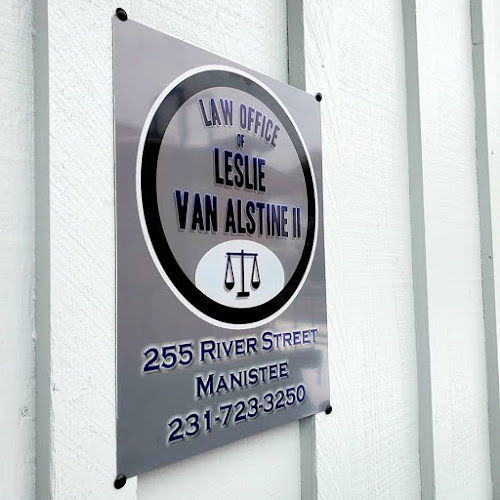 LAW OFFICE
OF
LESLIE
VAN ALSTINE II
255 RIVER STREET
MANISTEE
231-723-3250